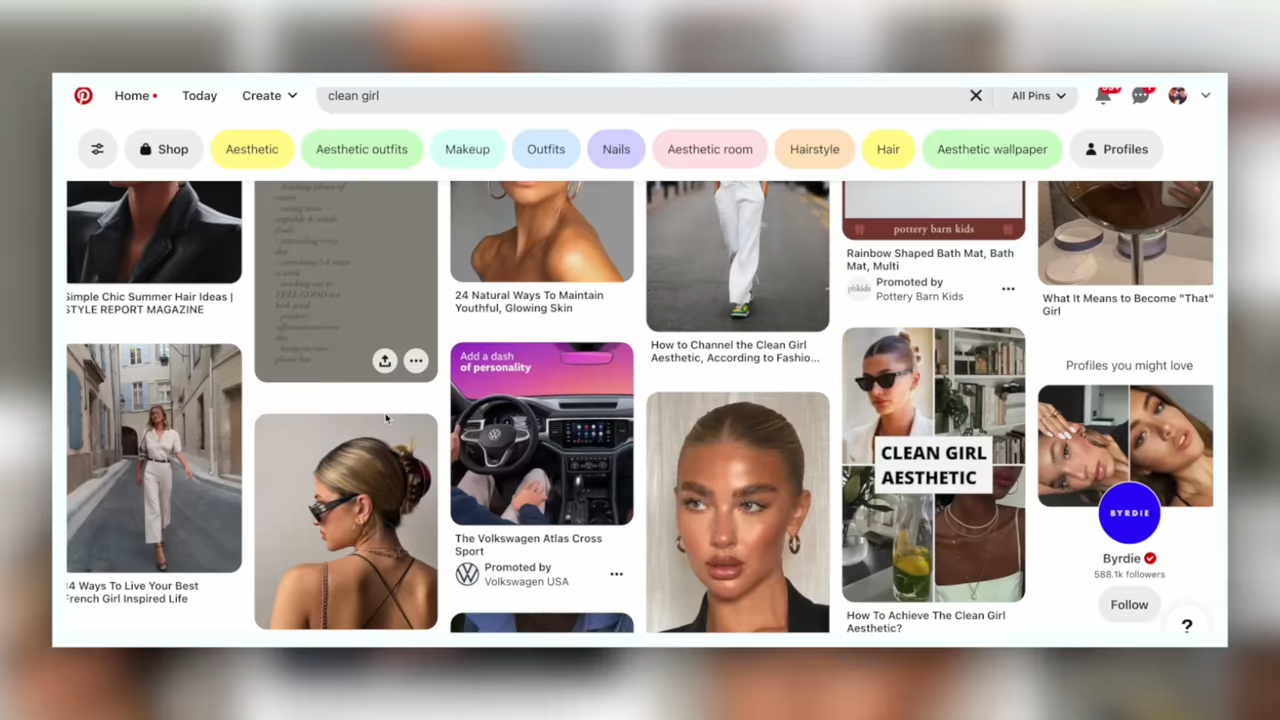 Home
Today
Create
clean girl
All Pins
Shop
Aesthetic
Aesthetic outfits
Makeup
Outfits
Nails
Aesthetic room
Hairstyle
Hair
Aesthetic wallpaper
Profiles
Simple Chic Summer Hair Ideas |
STYLE REPORT MAGAZINE
14 Ways To Live Your Best
French Girl Inspired Life
24 Natural Ways To Maintain
Youthful, Glowing Skin
Add a dash
of personality
The Volkswagen Atlas Cross
Sport
Promoted by
Volkswagen USA
How to Channel the Clean Girl
Aesthetic, According to Fashio...
pottery barn kids
Rainbow Shaped Bath Mat, Bath
Mat, Multi
pbkids
Promoted by
Pottery Barn Kids
CLEAN GIRL
AESTHETIC
How To Achieve The Clean Girl
Aesthetic?
What It Means to Become "That"
Girl
Profiles you might love
BYRDIE
Byrdie
588.1k followers
Follow
?